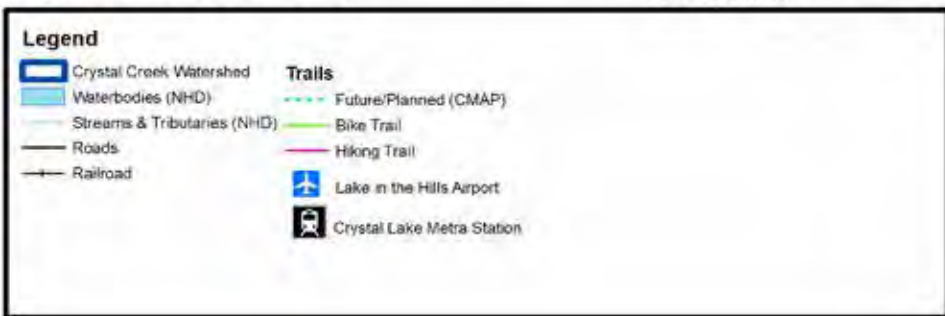 Legend
Crystal Creek Watershed
Waterbodies (NHD)
Streams & Tributaries (NHD)
Roads
Railroad
Trails
Future/Planned (CMAP)
Bike Trail
Hiking Trail
Lake in the Hills Airport
Crystal Lake Metra Station